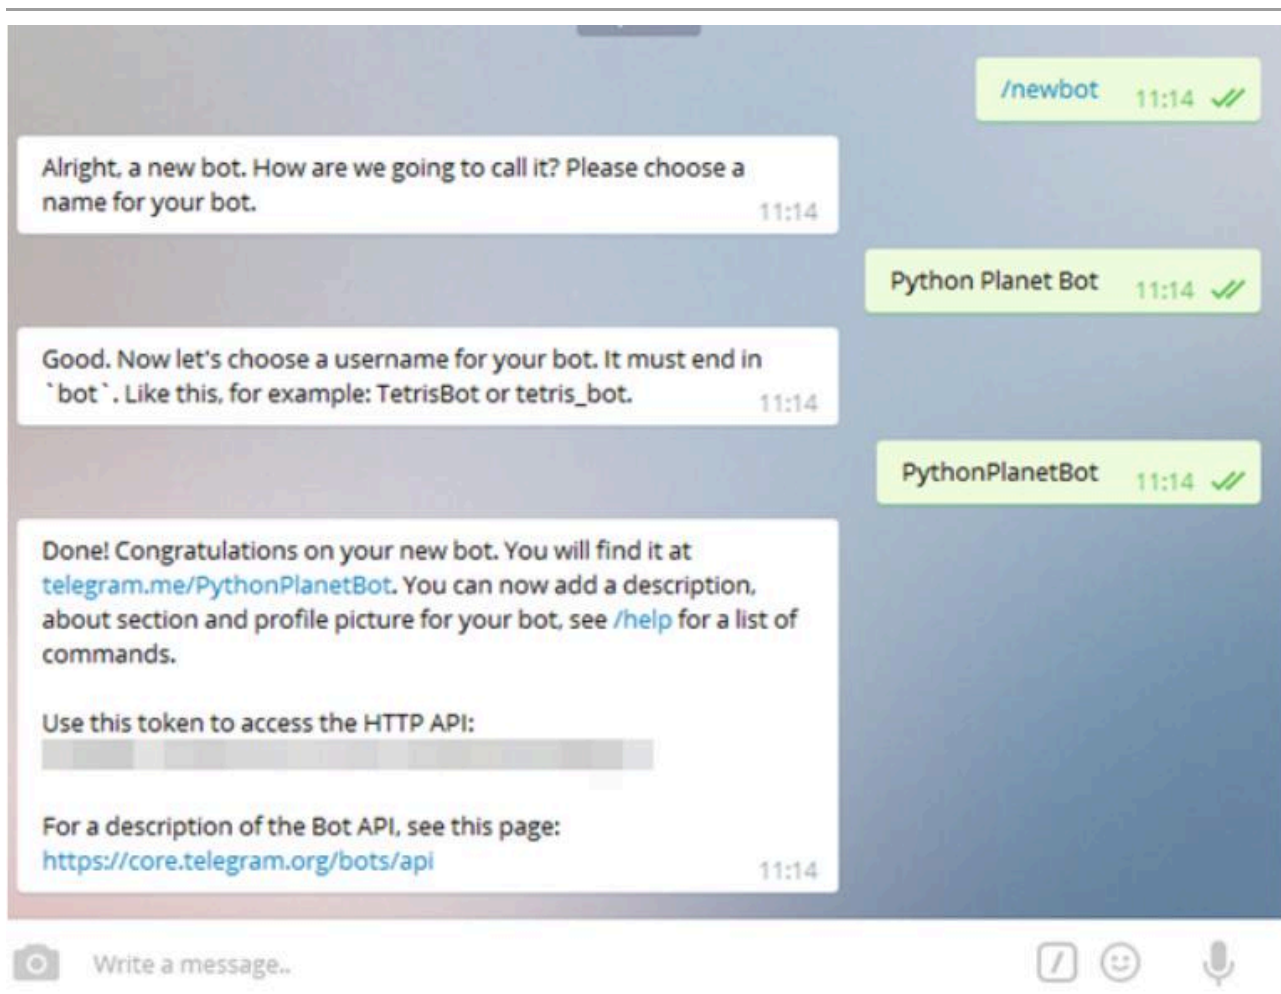 /newbot 11:14
Alright, a new bot. How are we going to call it? Please choose a
name for your bot.
11:14
Python Planet Bot 11:14
Good. Now let's choose a username for your bot. It must end in
`bot`. Like this, for example: TetrisBot or tetris_bot.
11:14
PythonPlanetBot 11:14
Done! Congratulations on your new bot. You will find it at
telegram.me/PythonPlanetBot. You can now add a description,
about section and profile picture for your bot, see /help for a list of
commands.
Use this token to access the HTTP API:
For a description of the Bot API, see this page:
https://core.telegram.org/bots/api
11:14
Write a message..